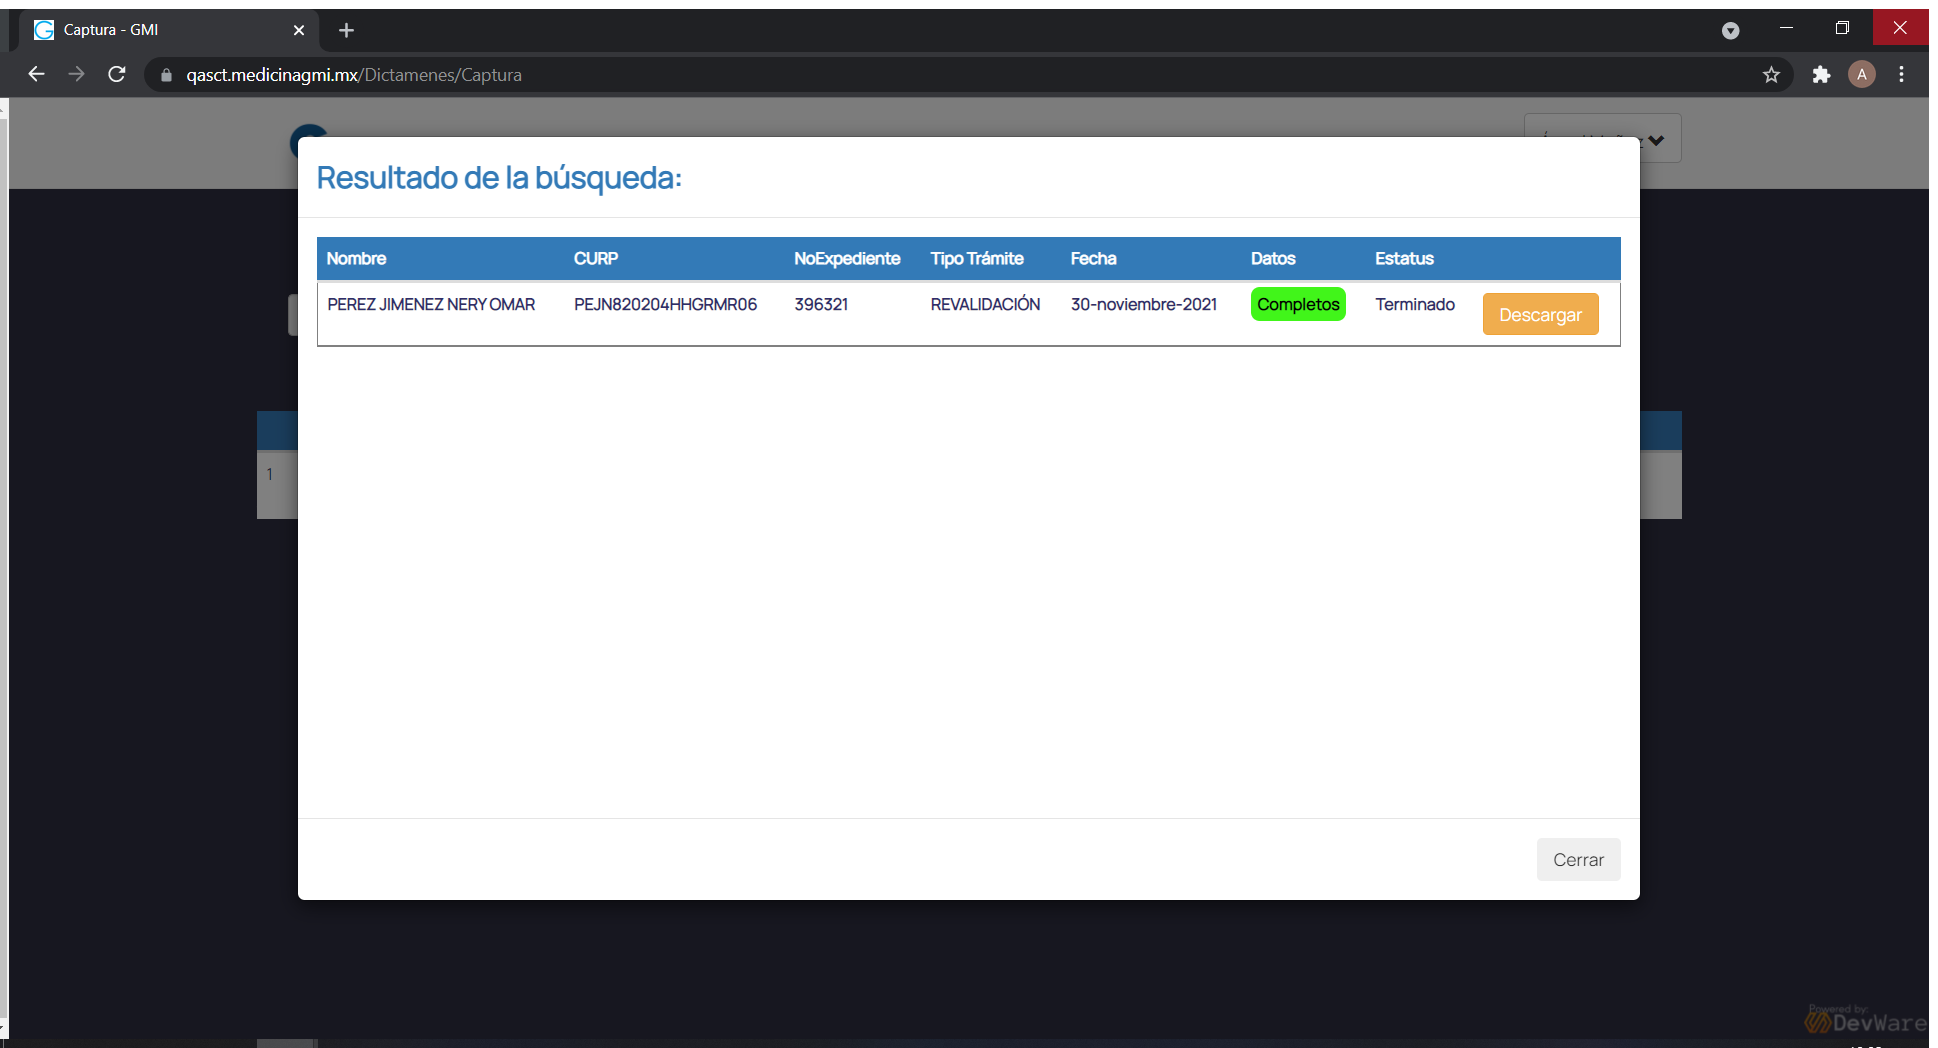 Captura - GMI
qasct.medicinagmi.mx/Dictamenes/Captura
A
Resultado de la búsqueda:
Nombre CURP NoExpediente Tipo Trámite Fecha Datos Estatus
PEREZ JIMENEZ NERY OMAR PEJN820204HHGRMR06 396321 REVALIDACIÓN 30-noviembre-2021 Completos Terminado Descargar
1
Cerrar
Powered by:
DevWare